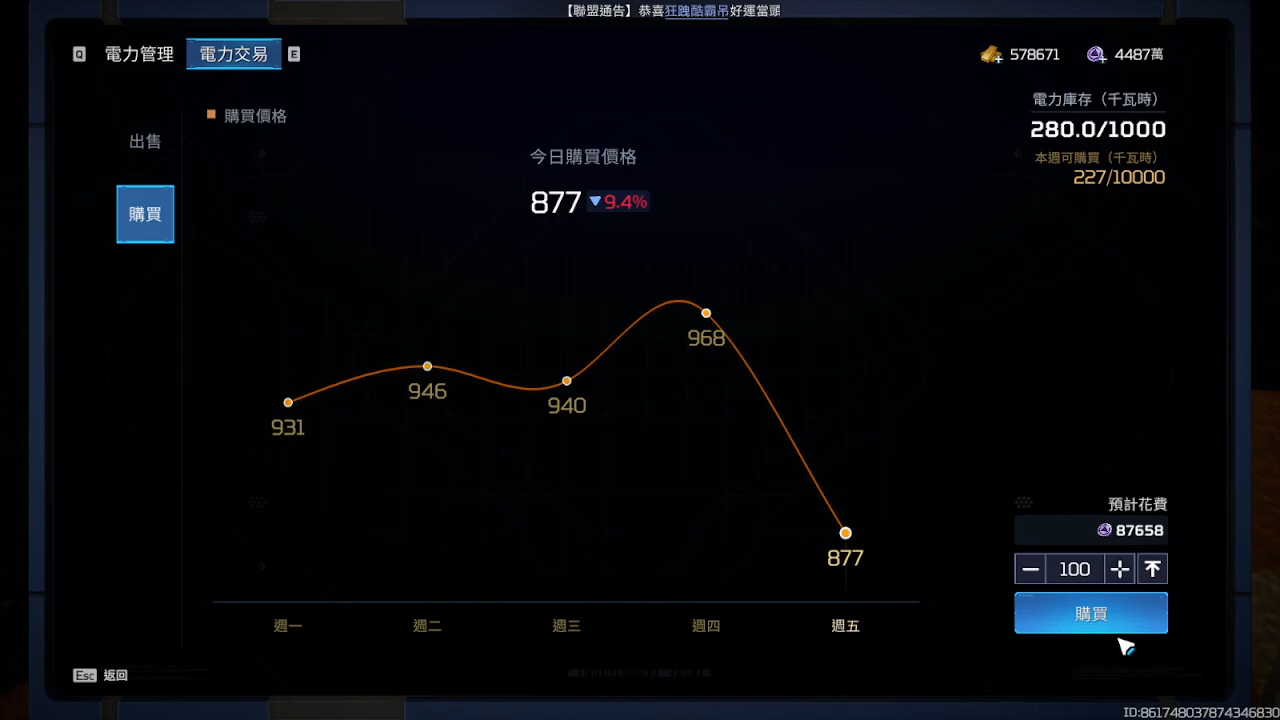 【聯盟通告】恭喜狂跩酷霸吊好運當頭
Q 電力管理 電力交易 E
578671 4487萬
購買價格
電力庫存（千瓦時）
280.0/1000
本週可購買（千瓦時）
227/10000
出售
購買
今日購買價格
877 ▼9.4%
968
946
940
931
877
週一 週二 週三 週四 週五
預計花費
87658
100
購買
Esc 返回
ID:861748037874346830